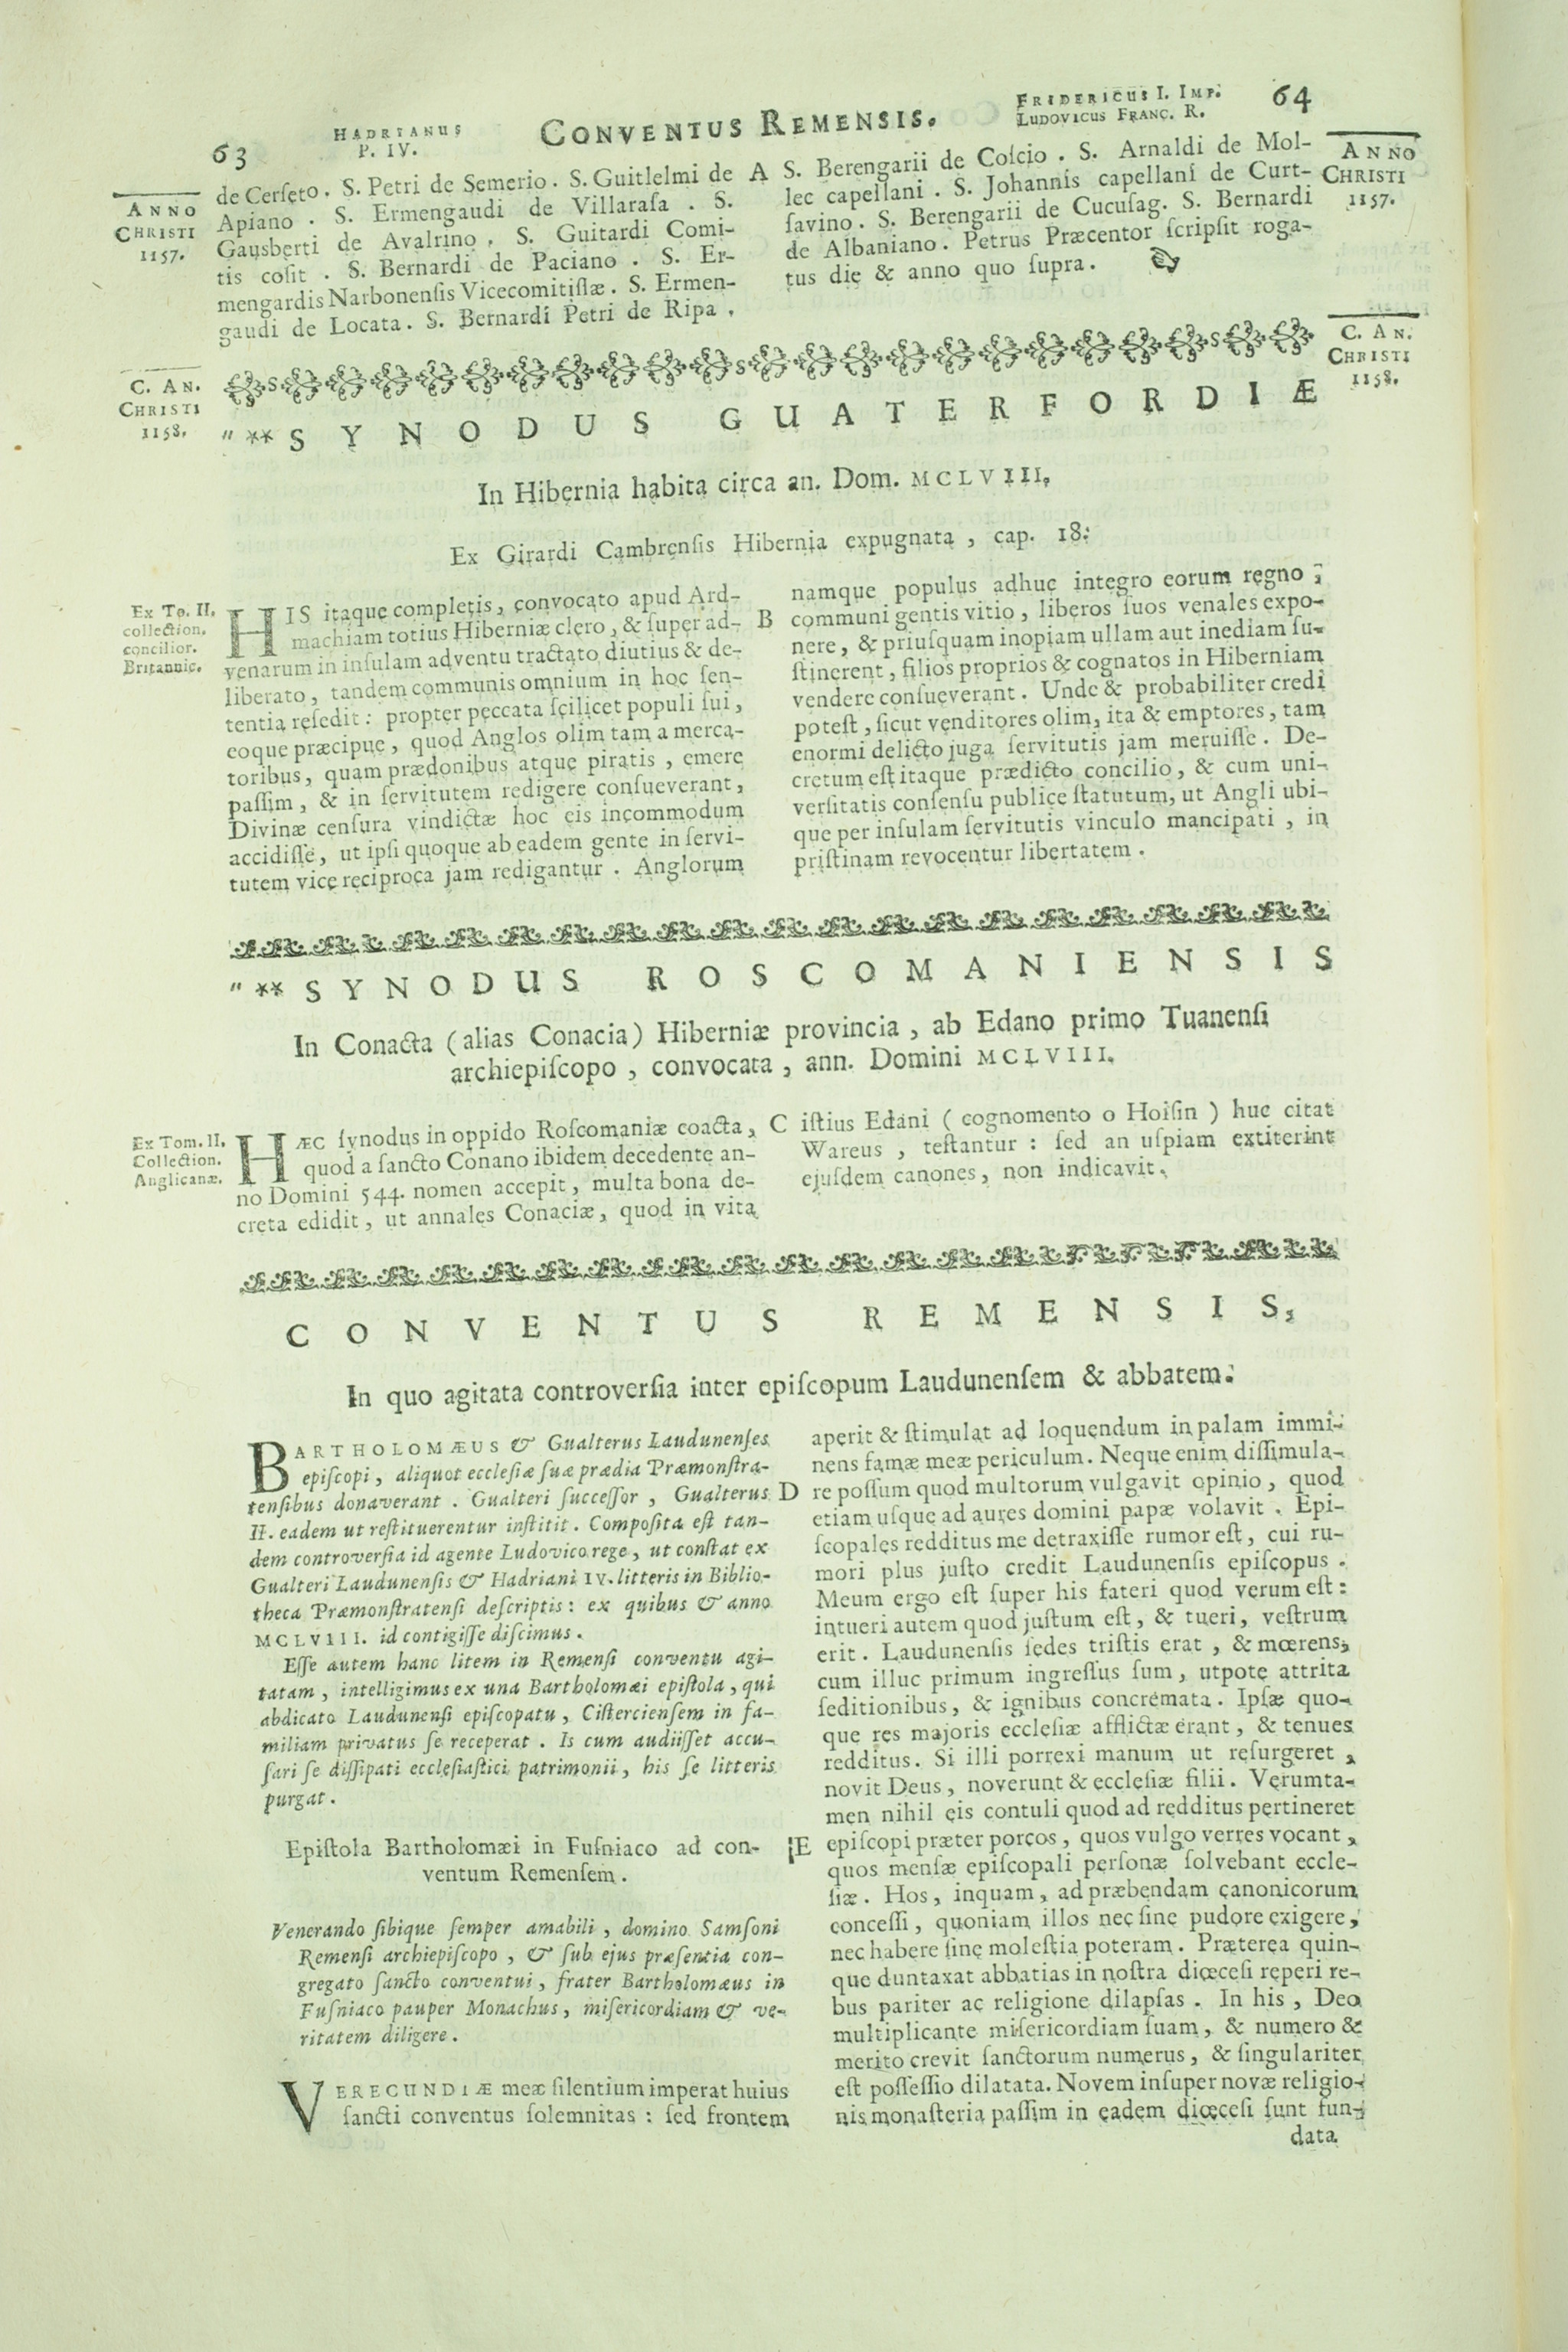 63
HADRIANUS
P. IV.
CONVENTUS REMENSIS.
FRIDERICUS I. IMP.
LUDOVICUS FRANC. R.
64
ANNO
CHRISTI
1157.
de Cerseto. S. Petri de Semerio. S. Guitlelmi de
Apiano. S. Ermengaudi de Villarasa. S.
Gausberti de Avalrino, S. Guitardi Comi-
tis cosit. S. Bernardi de Paciano. S. Er-
mengardis Narbonensis Vicecomitissæ. S. Ermen-
gaudi de Locata. S. Bernardi Petri de Ripa.
A
S. Berengarii de Coscio. S. Arnaldi de Mol-
lec capellani. S. Johannis capellani de Curt-
savino. S. Berengarii de Cucusag. S. Bernardi
de Albaniano. Petrus Præcentor scripsit roga-
tus die & anno quo supra.
ANNO
CHRISTI
1157.
C. AN.
CHRISTI
1158.
C. AN.
CHRISTI
1158.
" ** SYNODUS GUATERFORDIÆ
In Hibernia habita circa an. Dom. MCLVIII.
Ex Girardi Cambrensis Hibernia expugnata, cap. 18.
Ex To. II.
collection.
concilior.
Britannic.
HIS itaque completis, convocato apud Ard-
machiam totius Hiberniæ clero, & super ad-
venarum in insulam adventu tractato diutius & de-
liberato, tandem communis omnium in hoc sen-
tentia resedit: propter peccata scilicet populi sui,
eoque præcipue, quod Anglos olim tam a merca-
toribus, quam prædonibus atque piratis, emere
passim, & in servitutem redigere consueverant,
Divinæ censura vindictæ hoc eis incommodum
accidisse, ut ipsi quoque ab eadem gente in servi-
tutem vice reciproca jam redigantur. Anglorum
B
namque populus adhuc integro eorum regno,
communi gentis vitio, liberos suos venales expo-
nere, & priusquam inopiam ullam aut inediam su-
stinerent, filios proprios & cognatos in Hiberniam
vendere consueverant. Unde & probabiliter credi
potest, sicut venditores olim, ita & emptores, tam
enormi delicto juga servitutis jam meruisse. De-
cretum est itaque prædicto concilio, & cum uni-
versitatis consensu publice statutum, ut Angli ubi-
que per insulam servitutis vinculo mancipati, in
pristinam revocentur libertatem.
" ** SYNODUS ROSCOMANIENSIS
In Conacta (alias Conacia) Hiberniæ provincia, ab Edano primo Tuanensi
archiepiscopo, convocata, ann. Domini MCLVIII.
Ex Tom. II.
Collection.
Anglicanæ.
HÆC synodus in oppido Roscomaniæ coacta,
quod a sancto Conano ibidem decedente an-
no Domini 544. nomen accepit, multa bona de-
creta edidit, ut annales Conaciæ, quod in vita
C
istius Edani (cognomento o Hoisin) huc citat
Wareus, testantur: sed an uspiam extiterint
ejusdem canones, non indicavit.
CONVENTUS REMENSIS,
In quo agitata controversia inter episcopum Laudunensem & abbatem.
BARTHOLOMÆUS & Gualterus Laudunenses
episcopi, aliquot ecclesiæ suæ prædia Præmonstra-
tensibus donaverant. Gualteri successor, Gualterus
II. eadem ut restituerentur institit. Composita est tan-
dem controversia id agente Ludovico rege, ut constat ex
Gualteri Laudunensis & Hadriani IV. litteris in Biblio-
theca Præmonstratensi descriptis: ex quibus & anno
MCLVIII. id contigisse discimus.
Esse autem hanc litem in Remensi conventu agi-
tatam, intelligimus ex una Bartholomæi epistola, qui
abdicato Laudunensi episcopatu, Cisterciensem in fa-
miliam privatus se receperat. Is cum audiisset accu-
sari se dissipati ecclesiastici patrimonii, his se litteris
purgat.
Epistola Bartholomæi in Fusniaco ad con-
ventum Remensem.
Venerando sibique semper amabili, domino Samsoni
Remensi archiepiscopo, & sub ejus præsentia con-
gregato sancto conventui, frater Bartholomæus in
Fusniaco pauper Monachus, misericordiam & ve-
ritatem diligere.
VERECUNDIÆ meæ silentium imperat huius
sancti conventus solemnitas: sed frontem
D
E
aperit & stimulat ad loquendum in palam immi-
nens famæ meæ periculum. Neque enim dissimula-
re possum quod multorum vulgavit opinio, quod
etiam usque ad aures domini papæ volavit. Epi-
scopales redditus me detraxisse rumor est, cui ru-
mori plus justo credit Laudunensis episcopus.
Meum ergo est super his fateri quod verum est:
intueri autem quod justum est, & tueri, vestrum
erit. Laudunensis sedes tristis erat, & mœrens,
cum illuc primum ingressus sum, utpote attrita
seditionibus, & ignibus concremata. Ipsæ quo-
que res majoris ecclesiæ afflictæ erant, & tenues
redditus. Si illi porrexi manum ut resurgeret,
novit Deus, noverunt & ecclesiæ filii. Verumta-
men nihil eis contuli quod ad redditus pertineret
episcopi præter porcos, quos vulgo verres vocant,
quos mensæ episcopali personæ solvebant eccle-
siæ. Hos, inquam, ad præbendam canonicorum
concessi, quoniam illos nec sine pudore exigere,
nec habere sine molestia poteram. Præterea quin-
que duntaxat abbatias in nostra diœcesi reperi re-
bus pariter ac religione dilapsas. In his, Deo
multiplicante misericordiam suam, & numero &
merito crevit sanctorum numerus, & singulariter
est possessio dilatata. Novem insuper novæ religio-
nis monasteria passim in eadem diœcesi sunt fun-
data